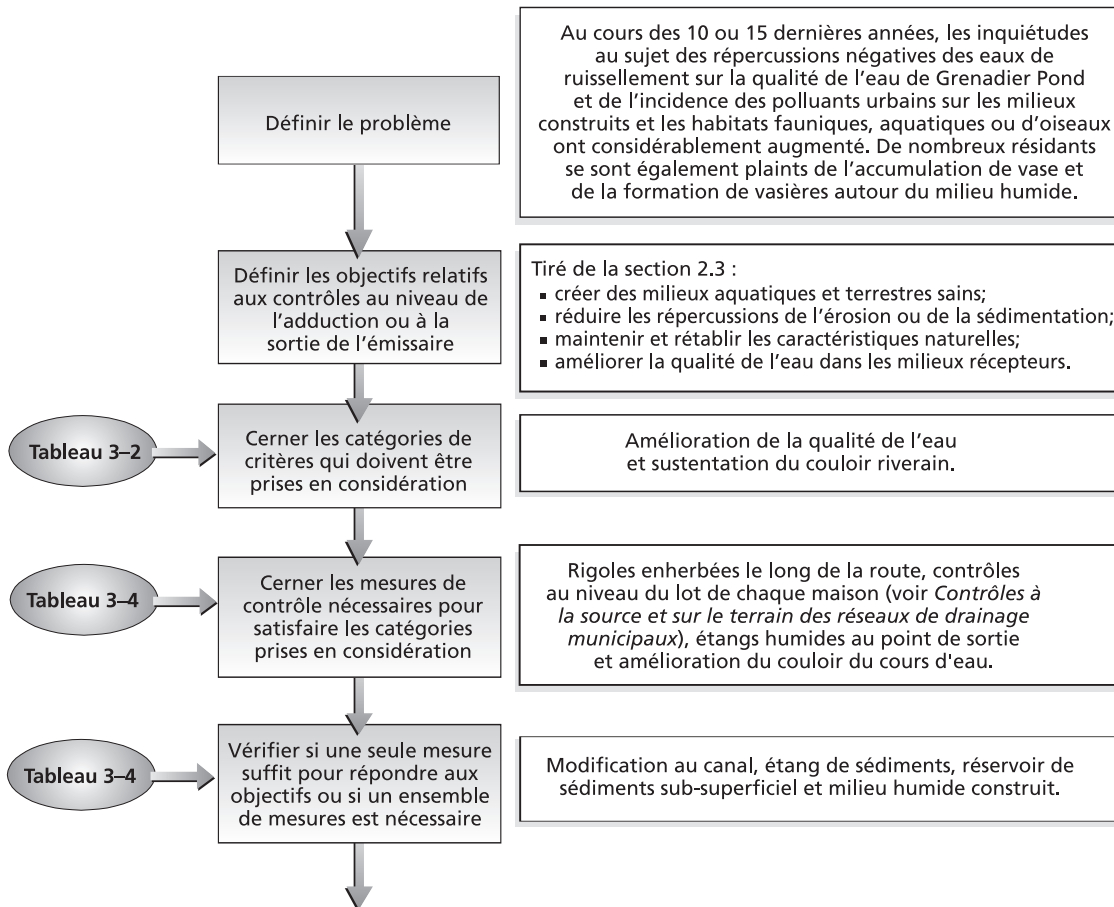 Définir le problème
Au cours des 10 ou 15 dernières années, les inquiétudes
au sujet des répercussions négatives des eaux de
ruissellement sur la qualité de l’eau de Grenadier Pond
et de l’incidence des polluants urbains sur les milieux
construits et les habitats fauniques, aquatiques ou d’oiseaux
ont considérablement augmenté. De nombreux résidants
se sont également plaints de l’accumulation de vase et
de la formation de vasières autour du milieu humide.
Définir les objectifs relatifs
aux contrôles au niveau de
l’adduction ou à la
sortie de l’émissaire
Tiré de la section 2.3 :
▪ créer des milieux aquatiques et terrestres sains;
▪ réduire les répercussions de l’érosion ou de la sédimentation;
▪ maintenir et rétablir les caractéristiques naturelles;
▪ améliorer la qualité de l’eau dans les milieux récepteurs.
Tableau 3–2
Cerner les catégories de
critères qui doivent être
prises en considération
Amélioration de la qualité de l’eau
et sustentation du couloir riverain.
Tableau 3–4
Cerner les mesures de
contrôle nécessaires pour
satisfaire les catégories
prises en considération
Rigoles enherbées le long de la route, contrôles
au niveau du lot de chaque maison (voir Contrôles à
la source et sur le terrain des réseaux de drainage
municipaux), étangs humides au point de sortie
et amélioration du couloir du cours d'eau.
Tableau 3–4
Vérifier si une seule mesure
suffit pour répondre aux
objectifs ou si un ensemble
de mesures est nécessaire
Modification au canal, étang de sédiments, réservoir de
sédiments sub-superficiel et milieu humide construit.